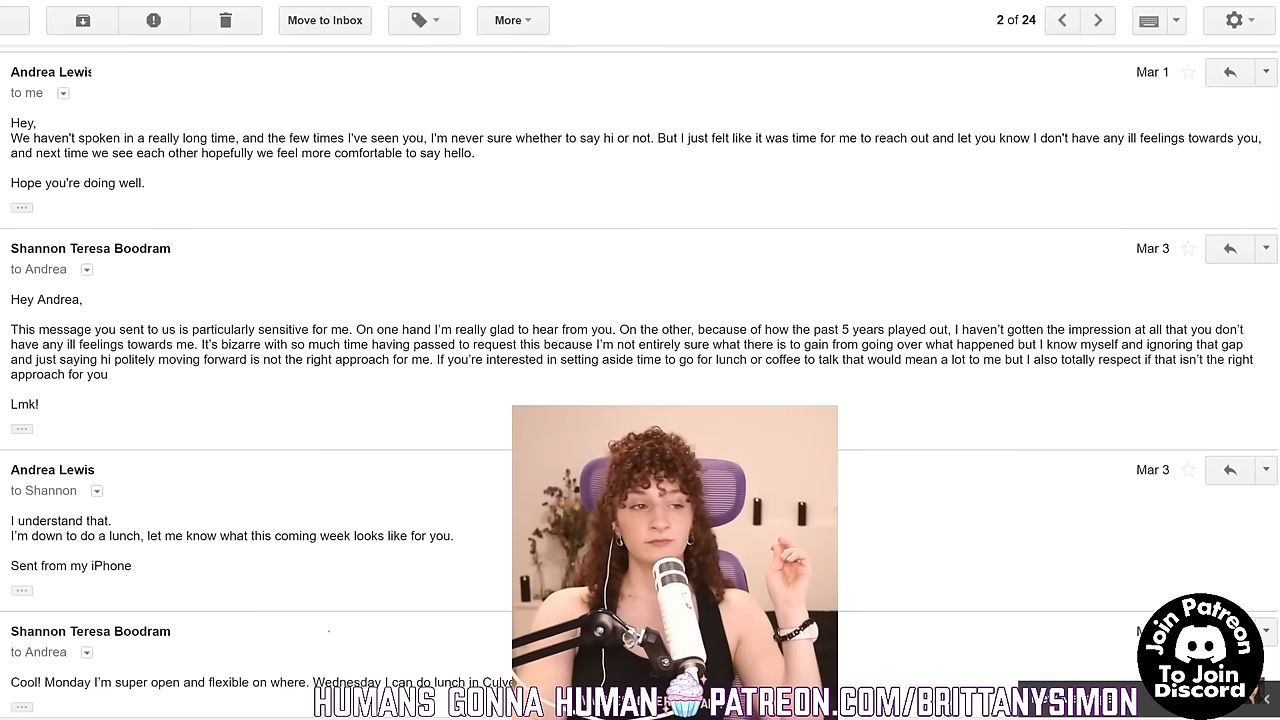 Move to Inbox
More
2 of 24
Andrea Lewis
Mar 1
to me
Hey,
We haven't spoken in a really long time, and the few times I've seen you, I'm never sure whether to say hi or not. But I just felt like it was time for me to reach out and let you know I don't have any ill feelings towards you,
and next time we see each other hopefully we feel more comfortable to say hello.
Hope you're doing well.
Shannon Teresa Boodram
Mar 3
to Andrea
Hey Andrea,
This message you sent to us is particularly sensitive for me. On one hand I'm really glad to hear from you. On the other, because of how the past 5 years played out, I haven't gotten the impression at all that you don't
have any ill feelings towards me. It's bizarre with so much time having passed to request this because I'm not entirely sure what there is to gain from going over what happened but I know myself and ignoring that gap
and just saying hi politely moving forward is not the right approach for me. If you're interested in setting aside time to go for lunch or coffee to talk that would mean a lot to me but I also totally respect if that isn't the right
approach for you
Lmk!
Andrea Lewis
Mar 3
to Shannon
I understand that.
I'm down to do a lunch, let me know what this coming week looks like for you.
Sent from my iPhone
Shannon Teresa Boodram
to Andrea
Cool! Monday I'm super open and flexible on where. Wednesday I can do lunch in
HUMANS GONNA HUMAN PATREON.COM/BRITTANYSIMON
Join Patreon
To Join
Discord